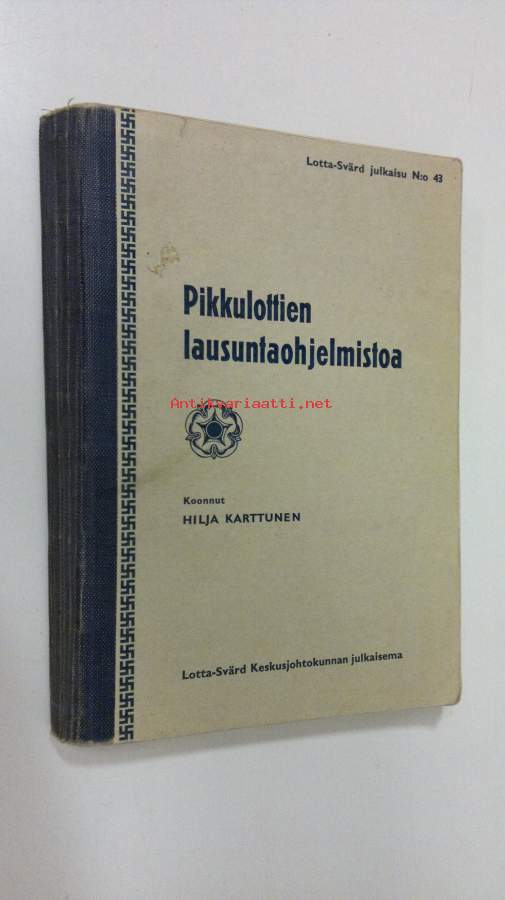 Lotta-Svärd julkaisu N:o 43
Pikkulottien
lausuntaohjelmistoa
Antikvariaatti.net
Koonnut
HILJA KARTTUNEN
Lotta-Svärd Keskusjohtokunnan julkaisema